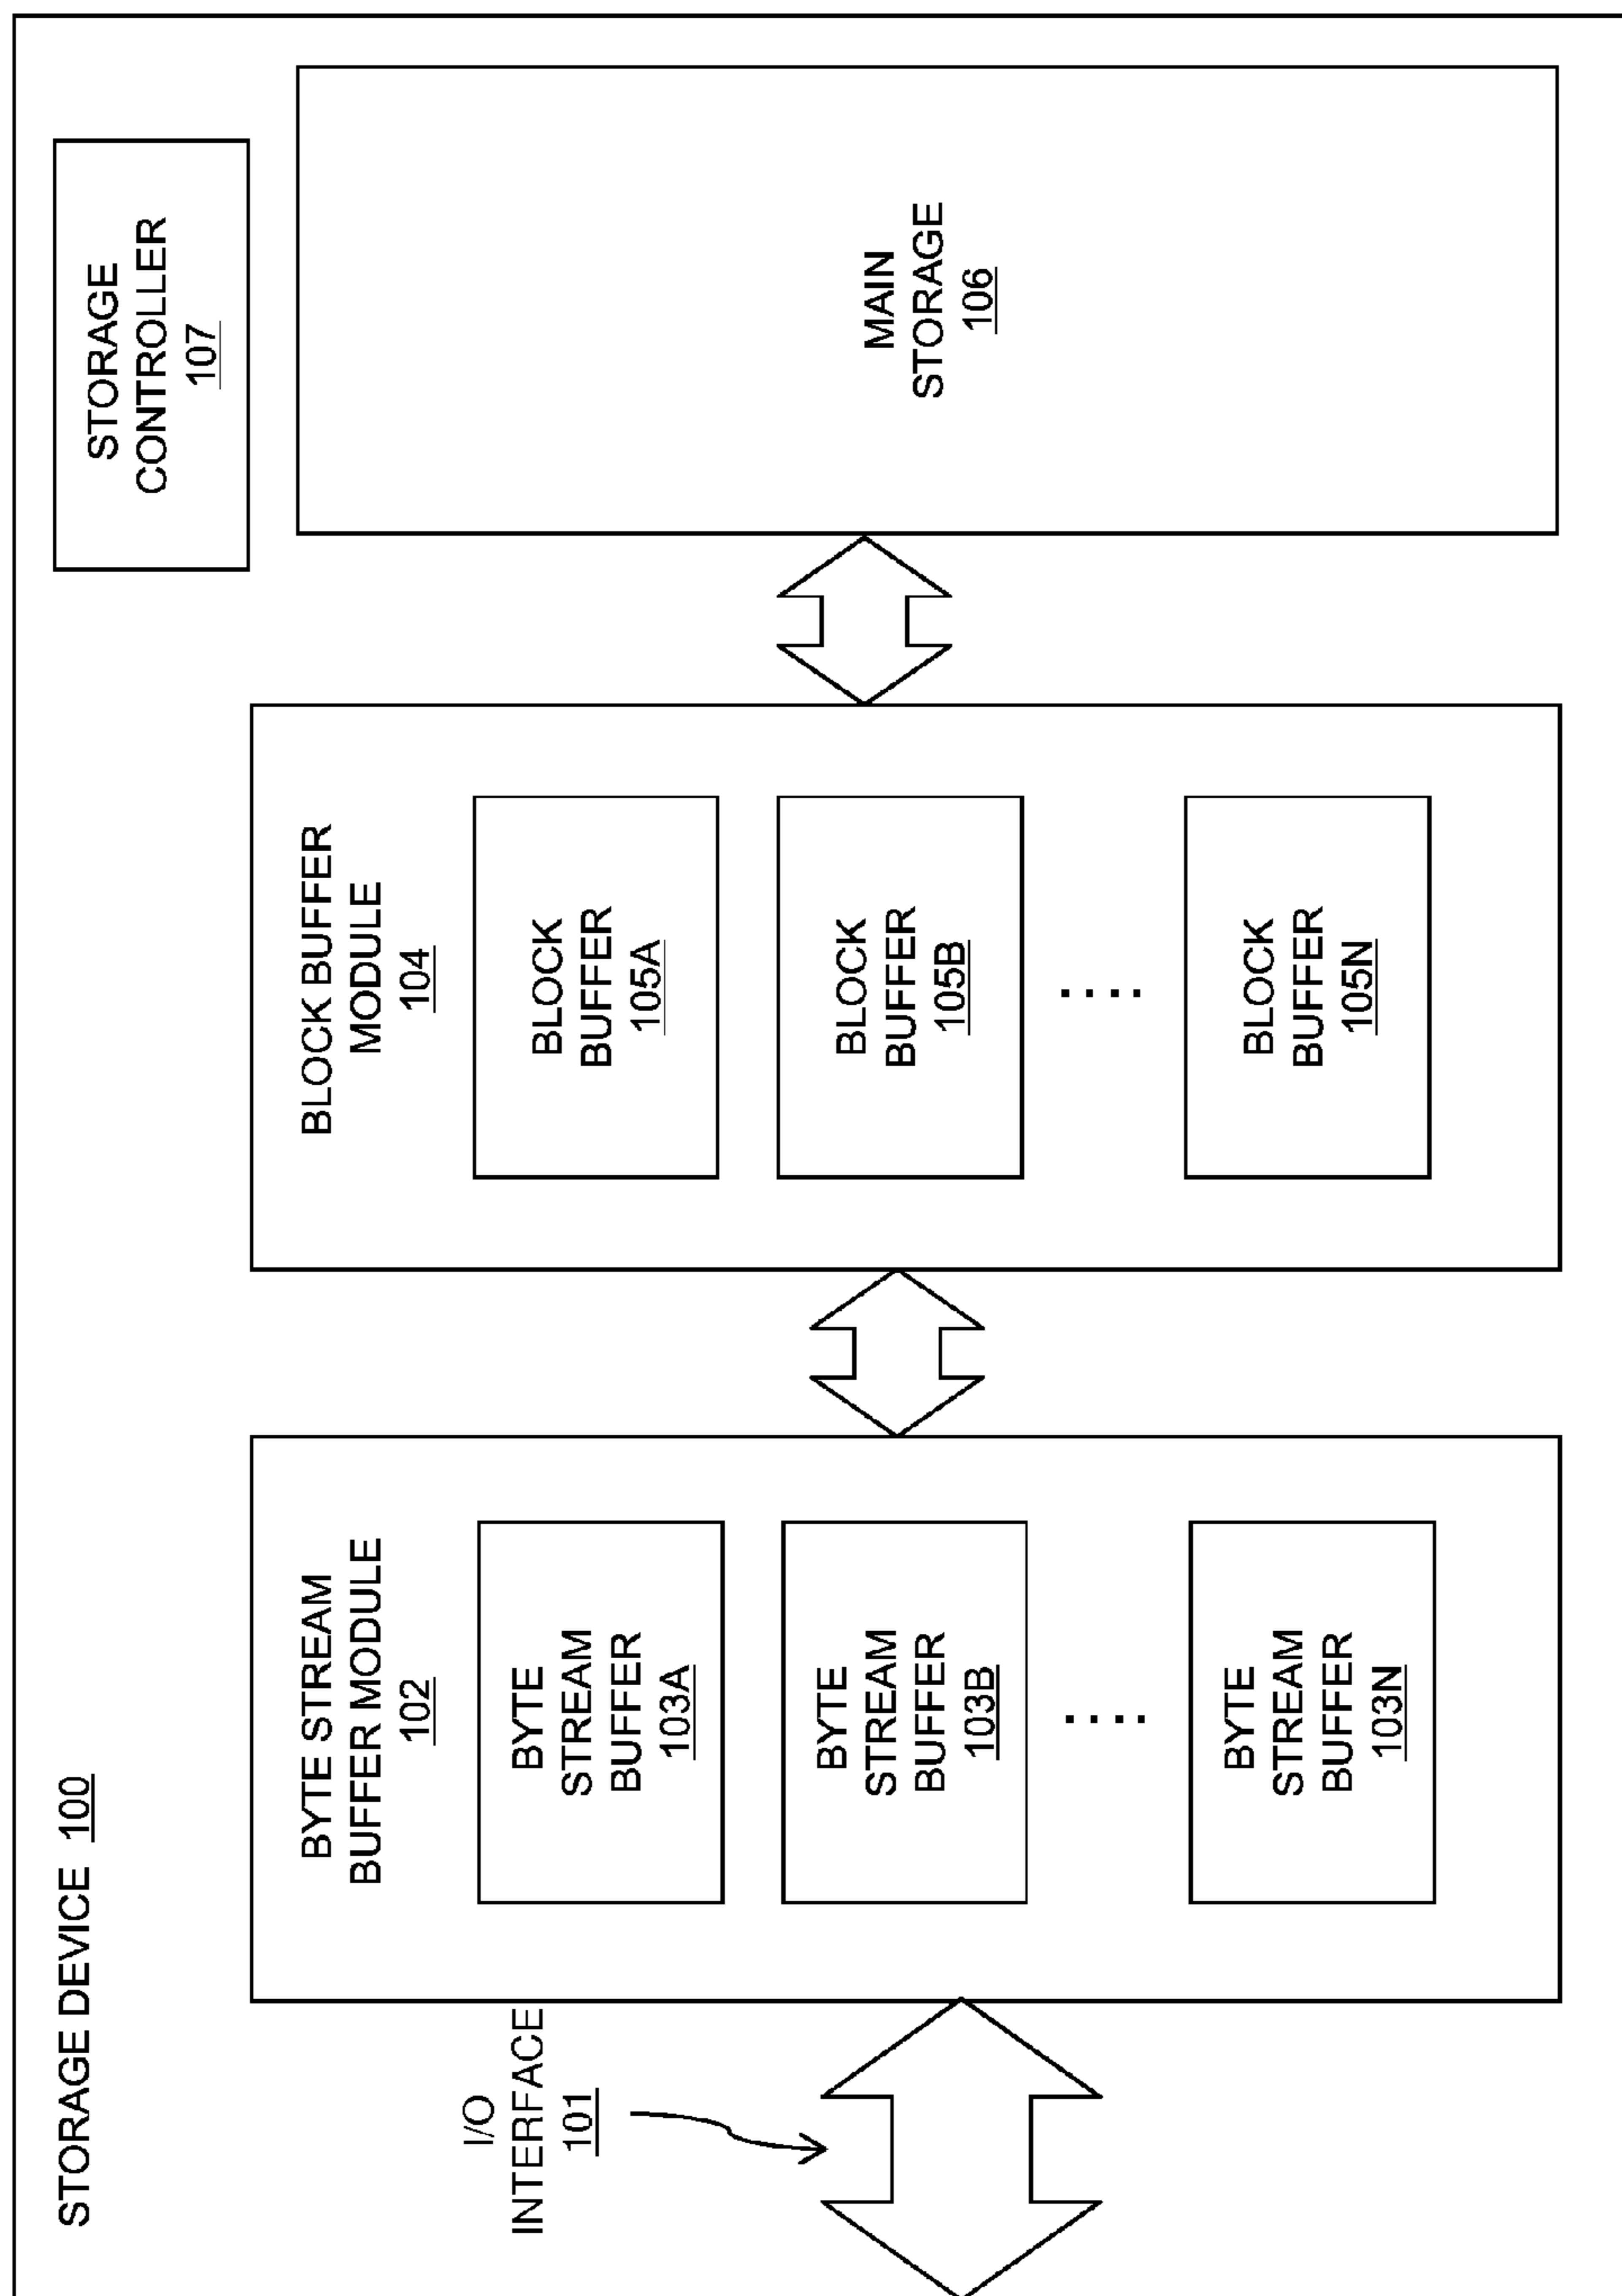 STORAGE DEVICE 100
I/O
INTERFACE
101
BYTE STREAM
BUFFER MODULE
102
BYTE
STREAM
BUFFER
103A
BYTE
STREAM
BUFFER
103B
....
BYTE
STREAM
BUFFER
103N
BLOCK BUFFER
MODULE
104
BLOCK
BUFFER
105A
BLOCK
BUFFER
105B
....
BLOCK
BUFFER
105N
STORAGE
CONTROLLER
107
MAIN
STORAGE
106